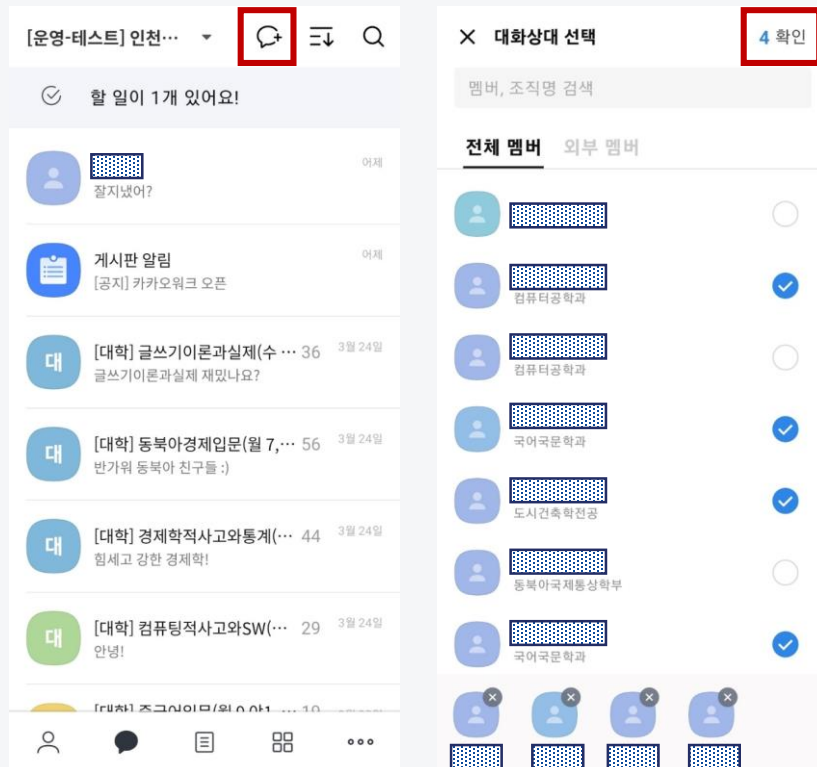 [운영-테스트] 인천…
할 일이 1개 있어요!
어제
잘지냈어?
게시판 알림
어제
[공지] 카카오워크 오픈
대
[대학] 글쓰기이론과실제(수 … 36
3월 24일
글쓰기이론과실제 재밌나요?
대
[대학] 동북아경제입문(월 7,… 56
3월 24일
반가워 동북아 친구들 :)
대
[대학] 경제학적사고와통계(… 44
3월 24일
힘세고 강한 경제학!
대
[대학] 컴퓨팅적사고와SW(… 29
3월 24일
안녕!
대화상대 선택
4 확인
멤버, 조직명 검색
전체 멤버 외부 멤버
컴퓨터공학과
컴퓨터공학과
국어국문학과
도시건축학전공
동북아국제통상학부
국어국문학과